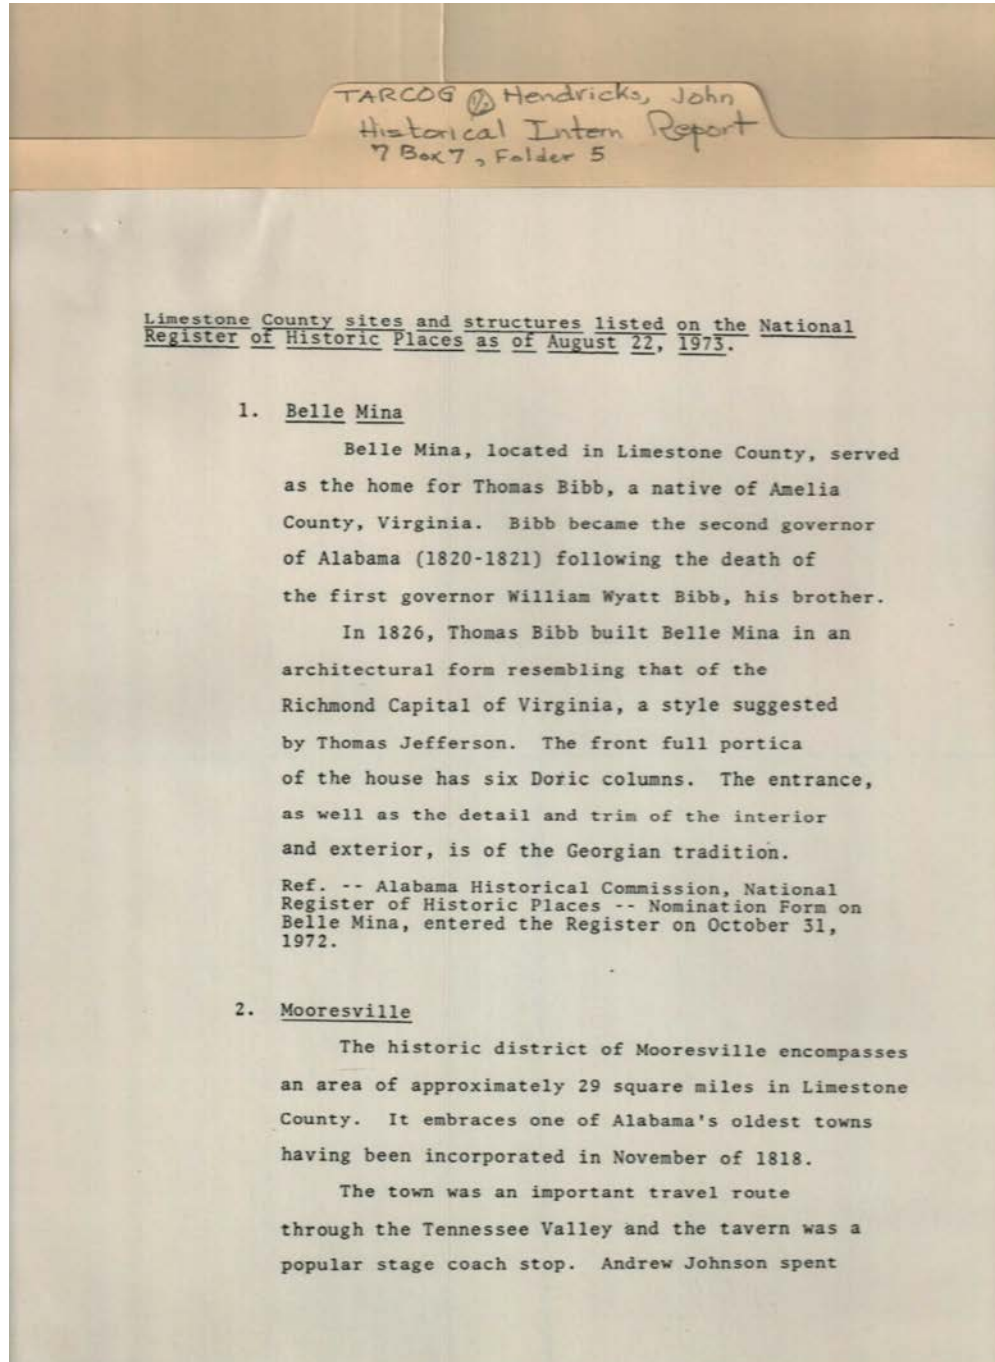 TARCOG Hendricks, John
Historical Intern Report
7 Box 7, Folder 5
Limestone County sites and structures listed on the National
Register of Historic Places as of August 22, 1973.
1. Belle Mina
Belle Mina, located in Limestone County, served
as the home for Thomas Bibb, a native of Amelia
County, Virginia. Bibb became the second governor
of Alabama (1820-1821) following the death of
the first governor William Wyatt Bibb, his brother.
In 1826, Thomas Bibb built Belle Mina in an
architectural form resembling that of the
Richmond Capital of Virginia, a style suggested
by Thomas Jefferson. The front full portica
of the house has six Doric columns. The entrance,
as well as the detail and trim of the interior
and exterior, is of the Georgian tradition.
Ref. -- Alabama Historical Commission, National
Register of Historic Places -- Nomination Form on
Belle Mina, entered the Register on October 31,
1972.
2. Mooresville
The historic district of Mooresville encompasses
an area of approximately 29 square miles in Limestone
County. It embraces one of Alabama's oldest towns
having been incorporated in November of 1818.
The town was an important travel route
through the Tennessee Valley and the tavern was a
popular stage coach stop. Andrew Johnson spent